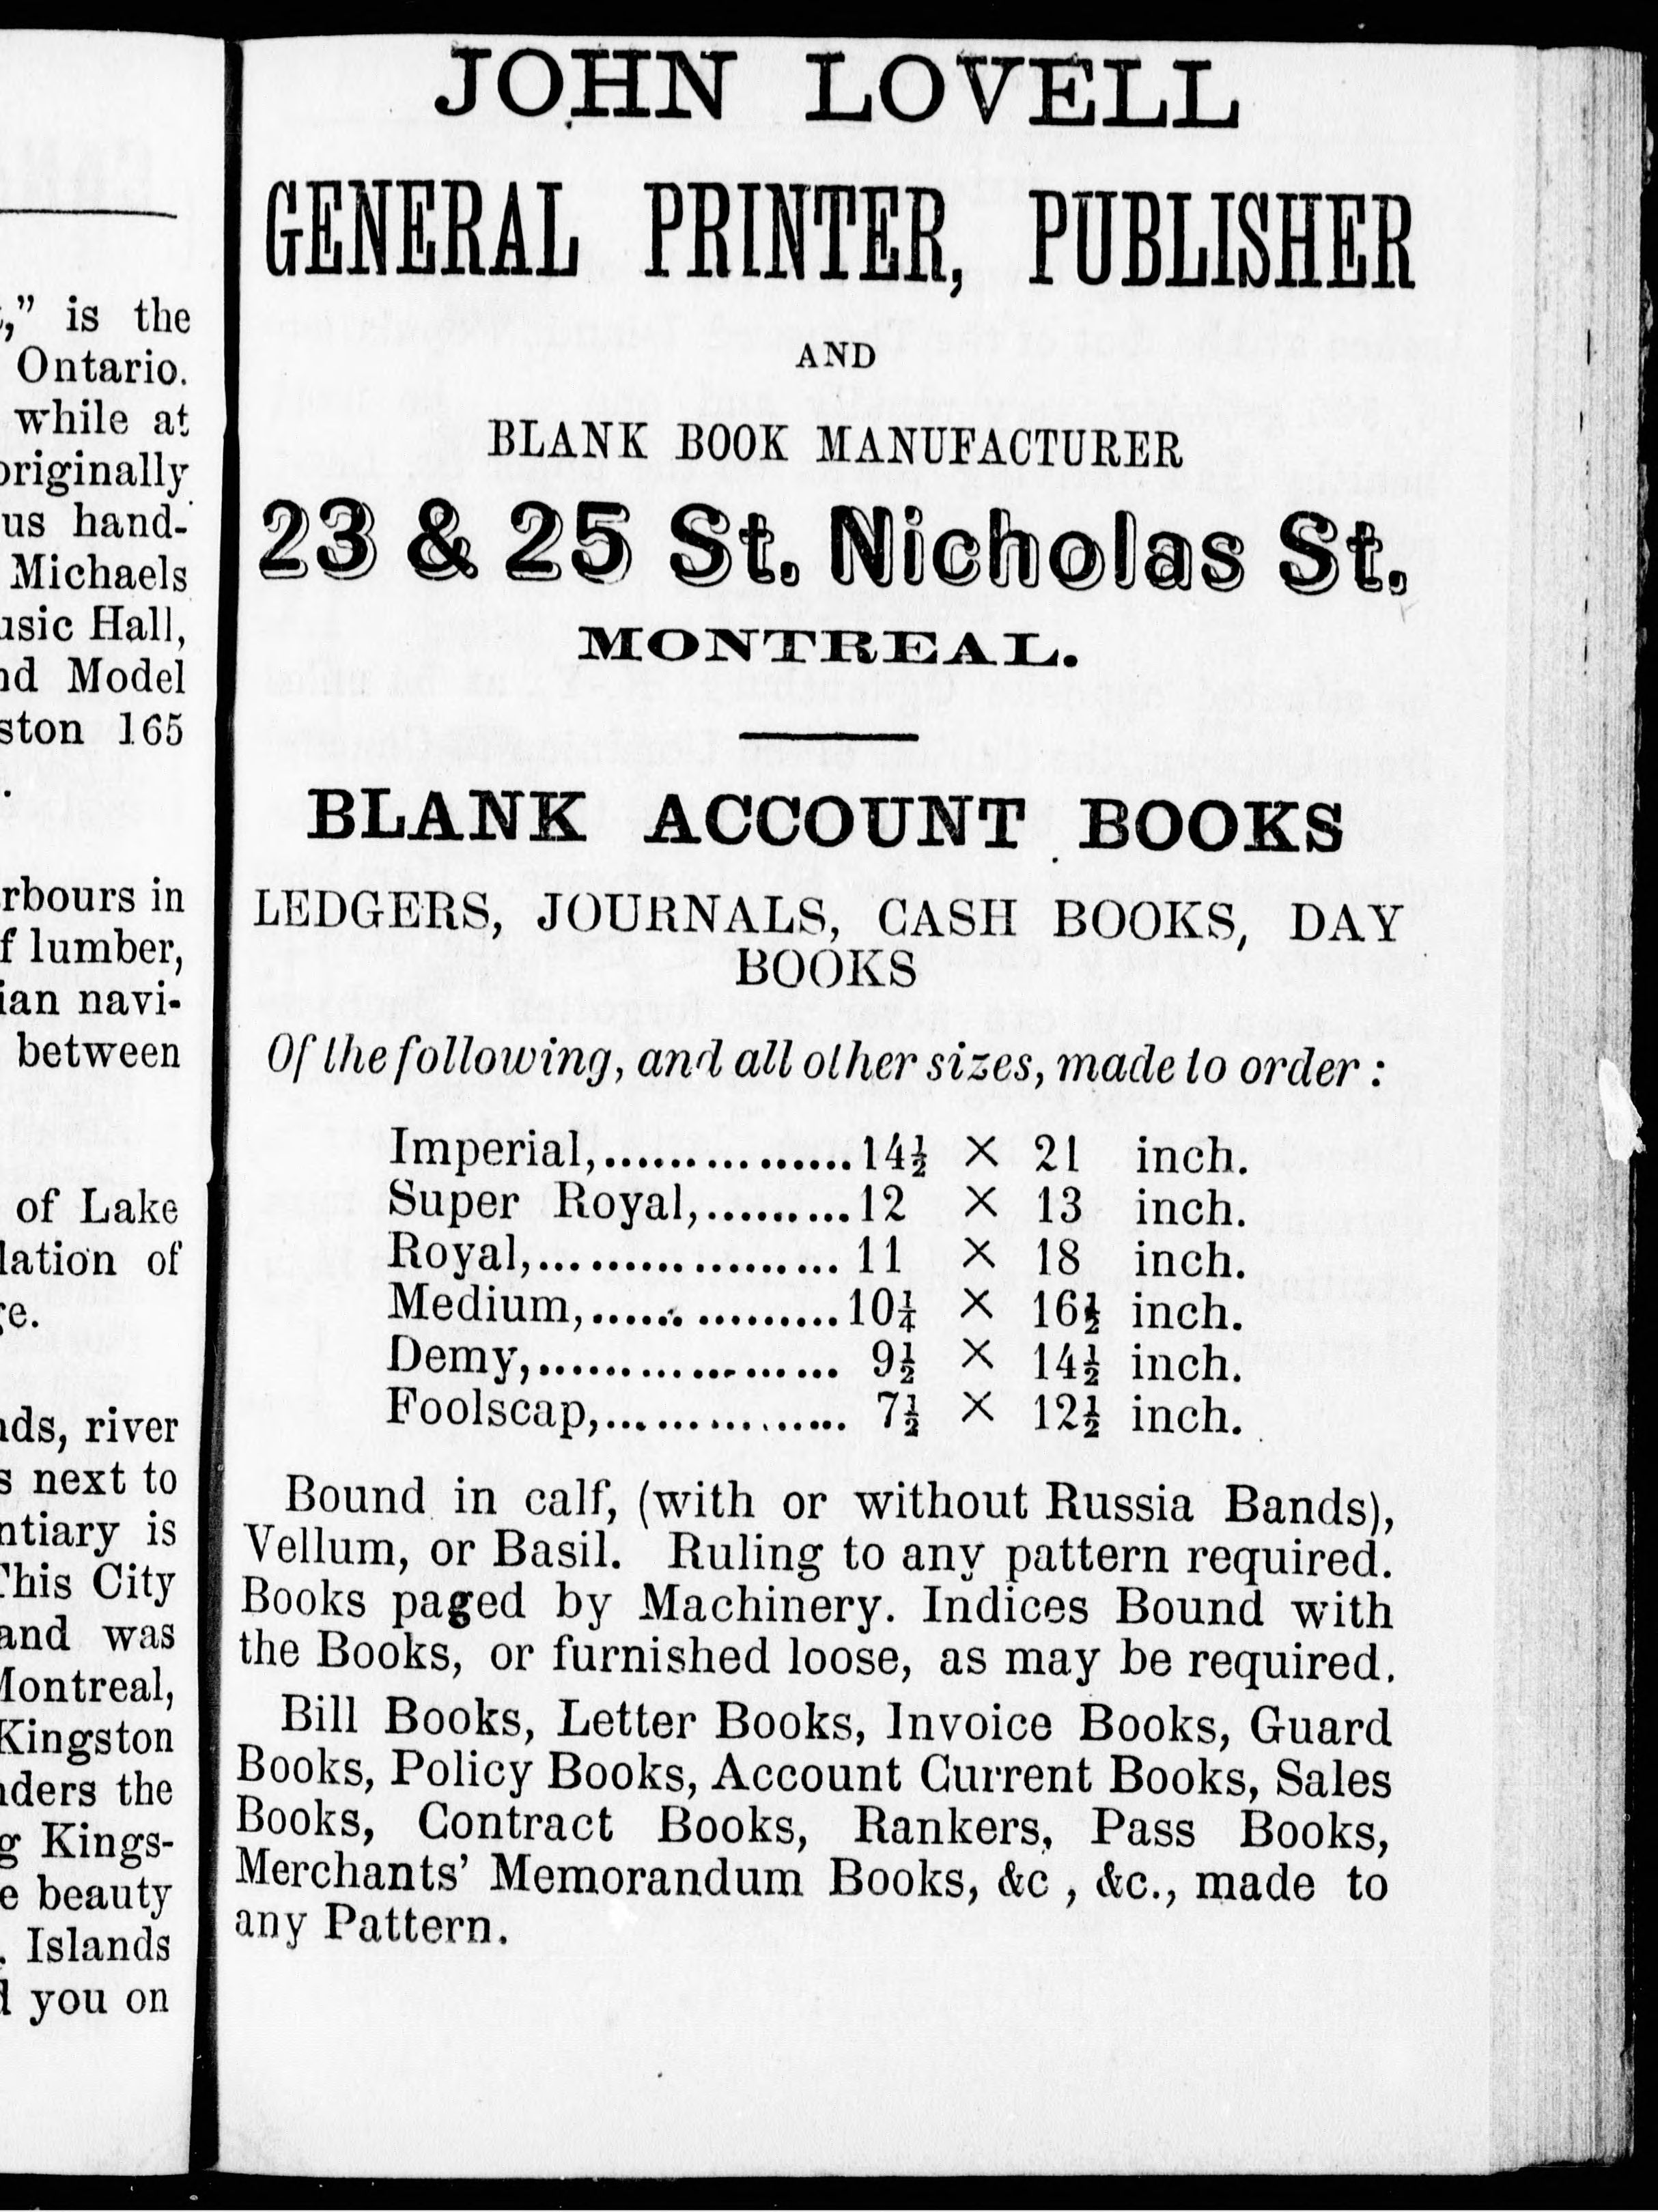 ,” is the
Ontario.
while at
originally
us hand-
Michaels
usic Hall,
nd Model
ston 165
.
rbours in
f lumber,
ian navi-
between
of Lake
lation of
ge.
nds, river
s next to
ntiary is
This City
and was
Montreal,
Kingston
nders the
g Kings-
e beauty
. Islands
d you on
JOHN LOVELL
GENERAL PRINTER, PUBLISHER
AND
BLANK BOOK MANUFACTURER
23 & 25 St. Nicholas St.
MONTREAL.
BLANK ACCOUNT BOOKS
LEDGERS, JOURNALS, CASH BOOKS, DAY
BOOKS
Of the following, and all other sizes, made to order :
Imperial,..................14½ × 21 inch.
Super Royal,..........12 × 13 inch.
Royal,..................... 11 × 18 inch.
Medium,.................10¼ × 16½ inch.
Demy,..................... 9½ × 14½ inch.
Foolscap,................. 7½ × 12½ inch.
Bound in calf, (with or without Russia Bands),
Vellum, or Basil. Ruling to any pattern required.
Books paged by Machinery. Indices Bound with
the Books, or furnished loose, as may be required.
Bill Books, Letter Books, Invoice Books, Guard
Books, Policy Books, Account Current Books, Sales
Books, Contract Books, Rankers, Pass Books,
Merchants’ Memorandum Books, &c , &c., made to
any Pattern.